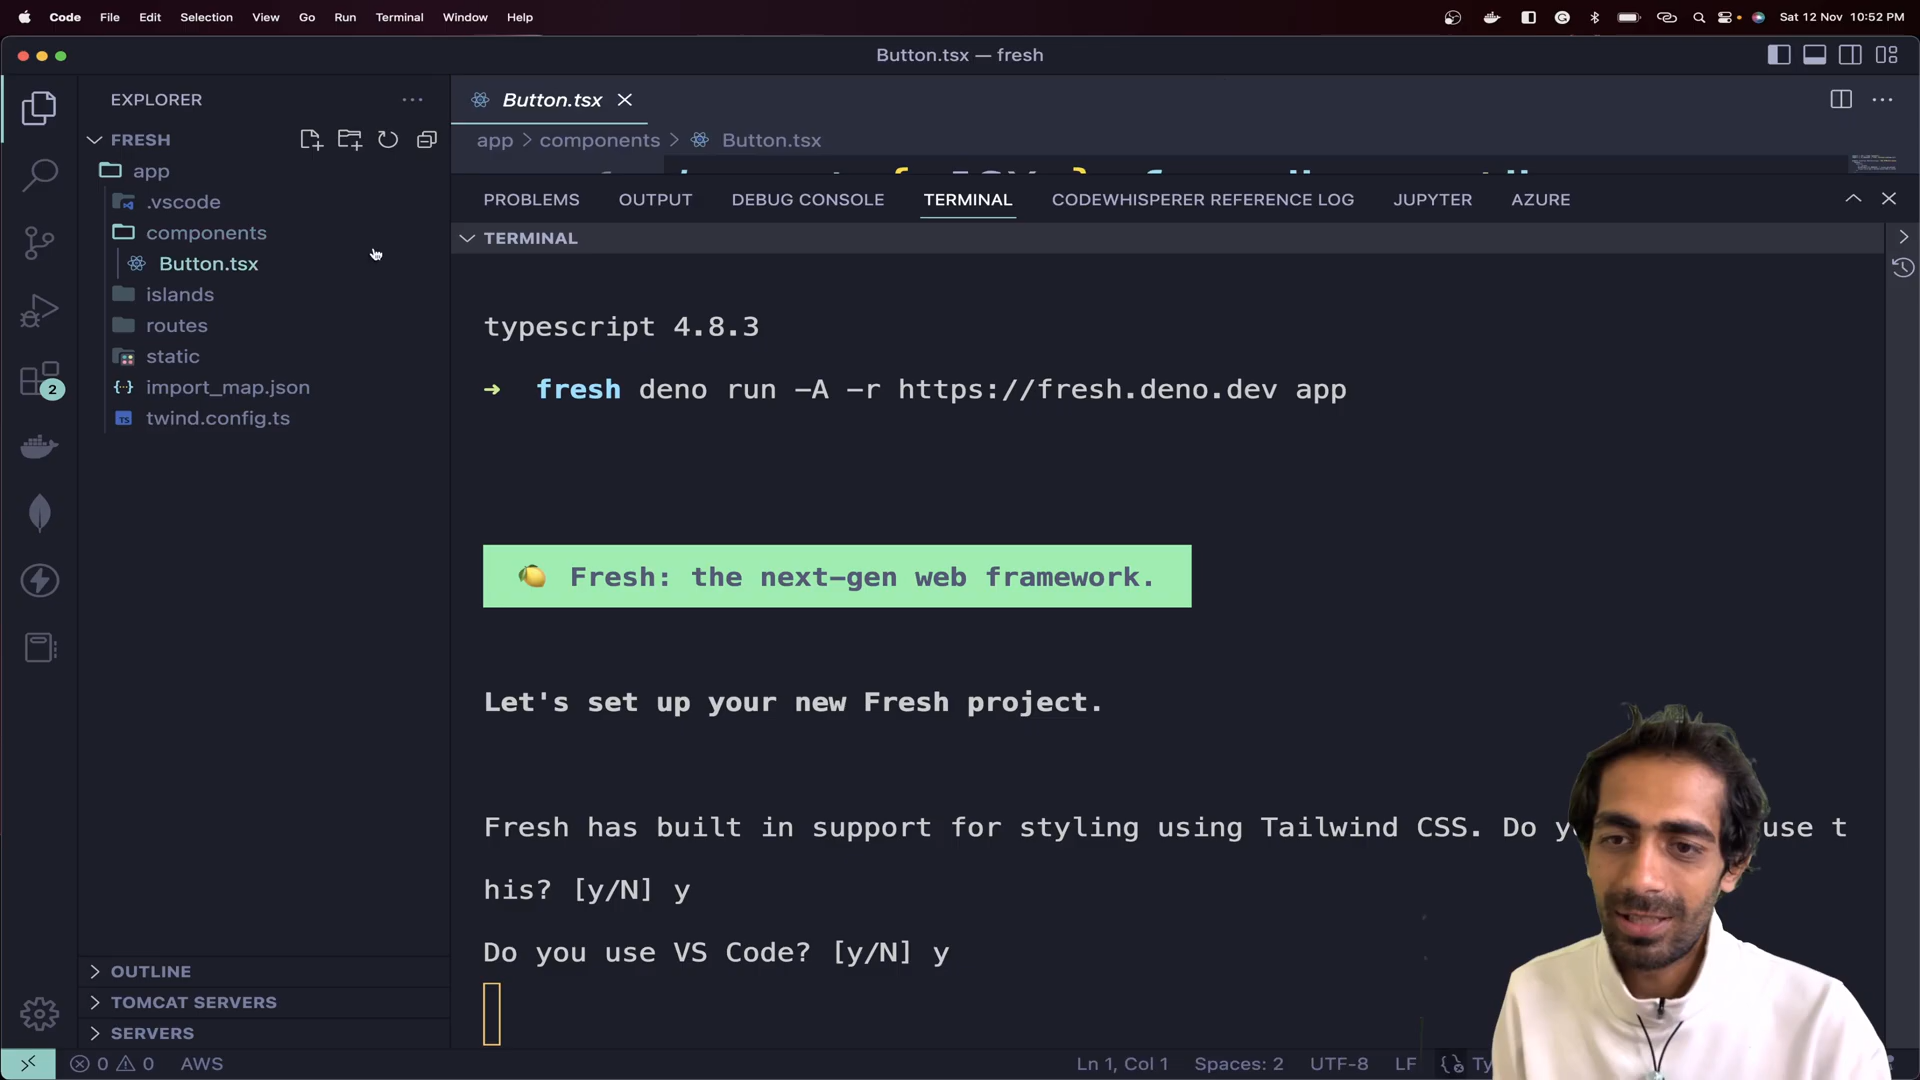 Code File Edit Selection View Go Run Terminal Window Help Sat 12 Nov 10:52 PM
Button.tsx — fresh
EXPLORER
FRESH
app
.vscode
components
Button.tsx
islands
routes
static
import_map.json
twind.config.ts
OUTLINE
TOMCAT SERVERS
SERVERS
2
Button.tsx
app > components > Button.tsx
PROBLEMS OUTPUT DEBUG CONSOLE TERMINAL CODEWHISPERER REFERENCE LOG JUPYTER AZURE
TERMINAL
typescript 4.8.3
→ fresh deno run -A -r https://fresh.deno.dev app
🍋 Fresh: the next-gen web framework.
Let's set up your new Fresh project.
Fresh has built in support for styling using Tailwind CSS. Do use t
his? [y/N] y
Do you use VS Code? [y/N] y
0 0 AWS Ln 1, Col 1 Spaces: 2 UTF-8 LF